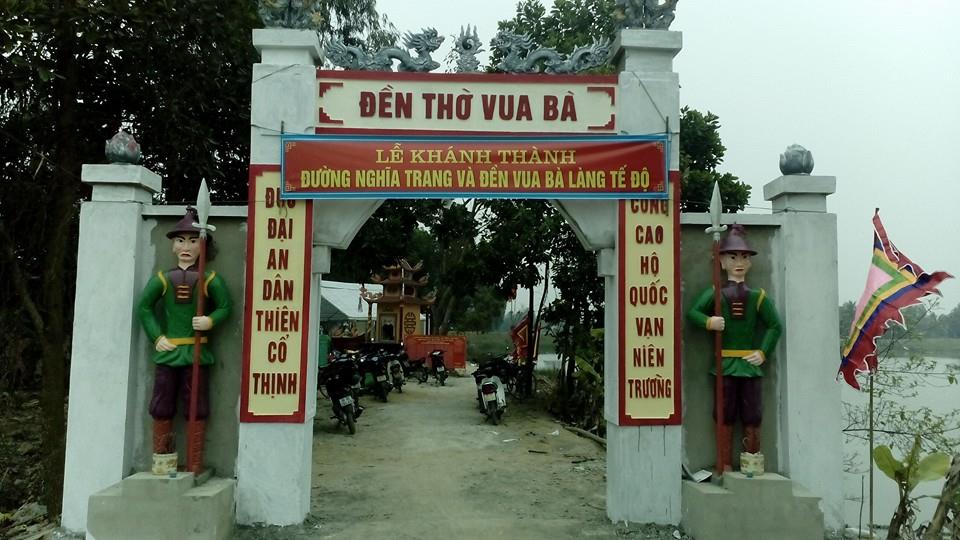 ĐỀN THỜ VUA BÀ
LỄ KHÁNH THÀNH
ĐƯỜNG NGHĨA TRANG VÀ ĐỀN VUA BÀ LÀNG TẾ ĐỘ
ĐỨC
ĐẠI
AN
DÂN
THIÊN
CỔ
THỊNH
CÔNG
CAO
HỘ
QUỐC
VẠN
NIÊN
TRƯỜNG